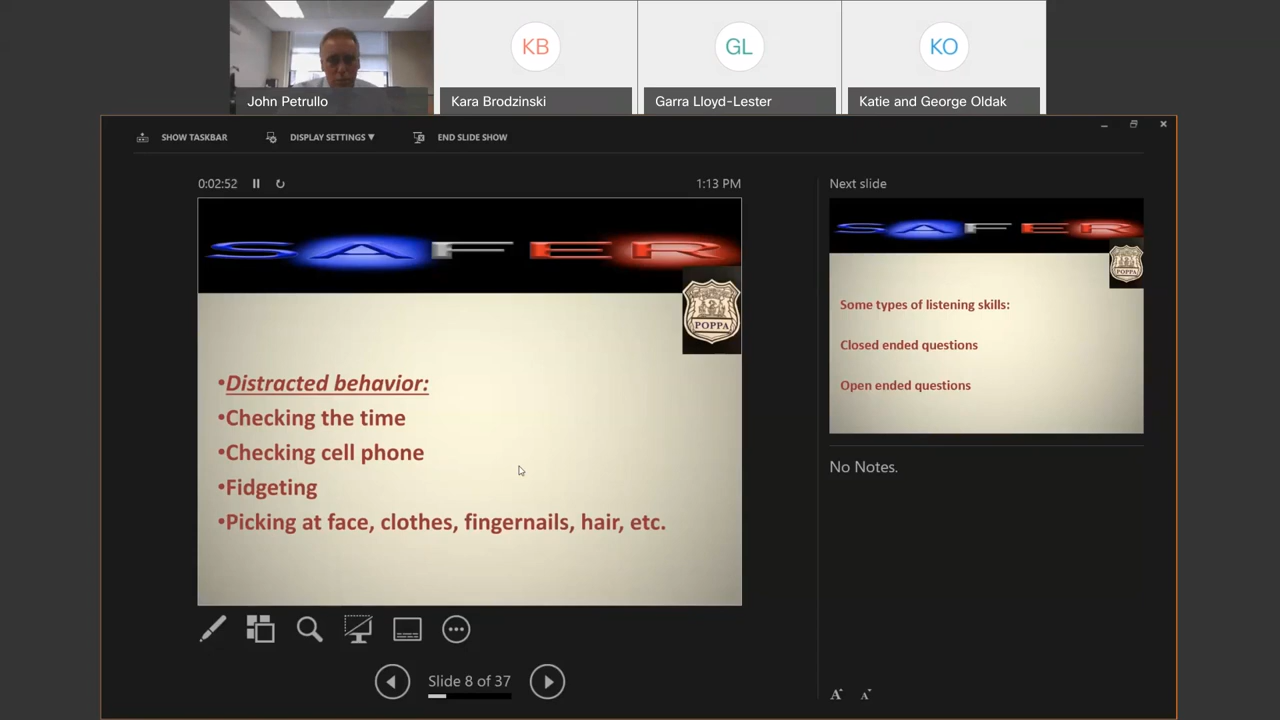 KB
GL
KO
John Petrullo
Kara Brodzinski
Garra Lloyd-Lester
Katie and George Oldak
SHOW TASKBAR
DISPLAY SETTINGS ▼
END SLIDE SHOW
0:02:52
1:13 PM
SAFER
POPPA
•Distracted behavior:
•Checking the time
•Checking cell phone
•Fidgeting
•Picking at face, clothes, fingernails, hair, etc.
Slide 8 of 37
Next slide
SAFER
POPPA
Some types of listening skills:
Closed ended questions
Open ended questions
No Notes.
A A